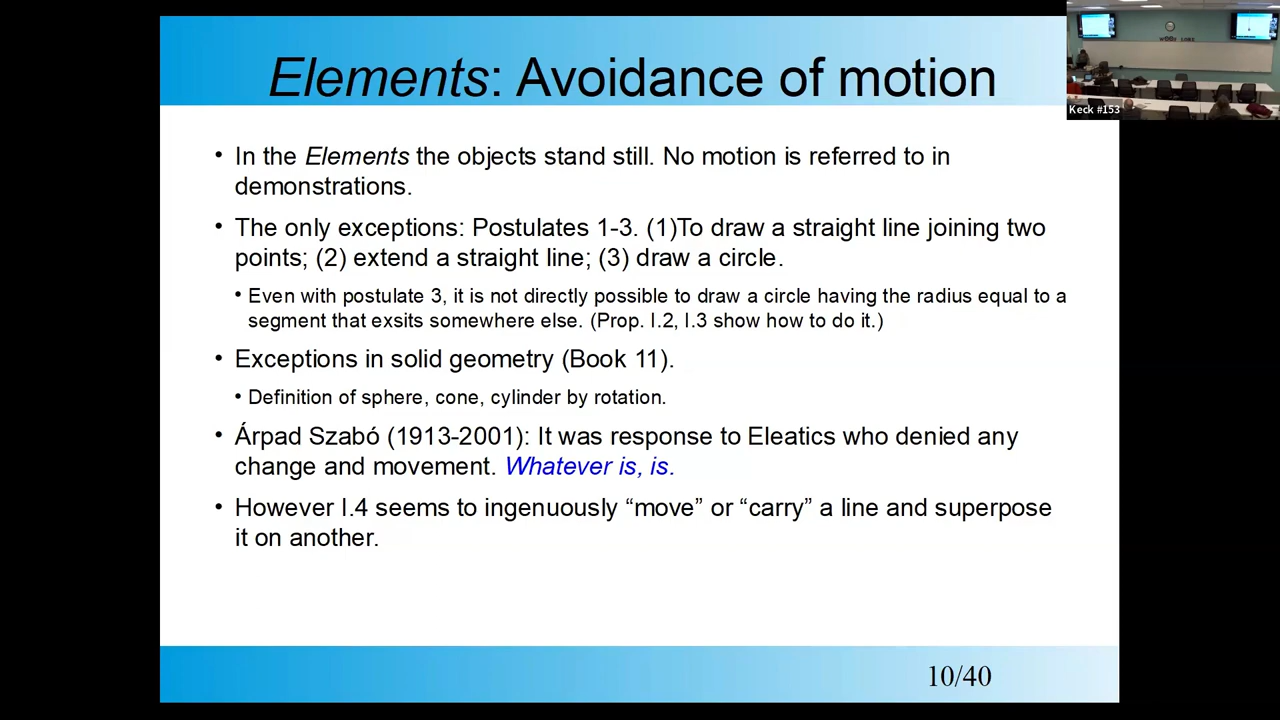 Elements: Avoidance of motion
Keck #153
• In the Elements the objects stand still. No motion is referred to in
demonstrations.
• The only exceptions: Postulates 1-3. (1)To draw a straight line joining two
points; (2) extend a straight line; (3) draw a circle.
• Even with postulate 3, it is not directly possible to draw a circle having the radius equal to a
segment that exsits somewhere else. (Prop. I.2, I.3 show how to do it.)
• Exceptions in solid geometry (Book 11).
• Definition of sphere, cone, cylinder by rotation.
• Árpad Szabó (1913-2001): It was response to Eleatics who denied any
change and movement. Whatever is, is.
• However I.4 seems to ingenuously “move” or “carry” a line and superpose
it on another.
10/40